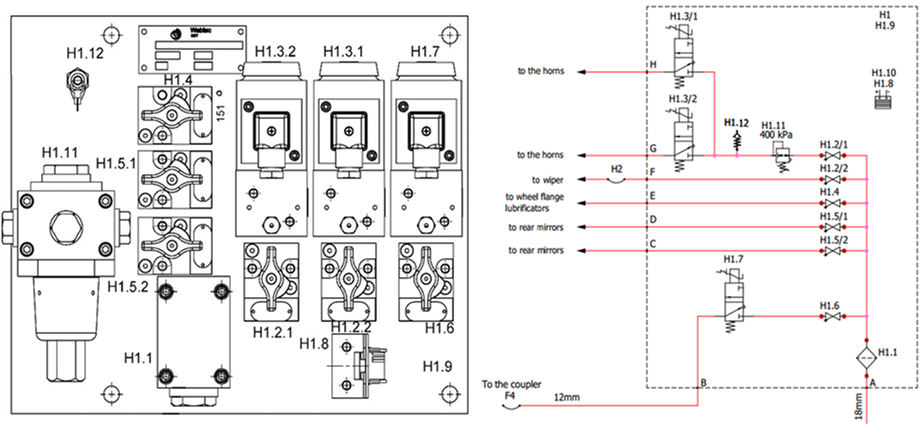 Wabtec
H1.12
H1.4
151
H1.3.2
H1.3.1
H1.7
H1.11
H1.5.1
H1.5.2
H1.2.1
H1.2.2
H1.6
H1.1
H1.8
H1.9
H1.3/1
H1
H1.9
to the horns
H
H1.10
H1.8
H1.3/2
H1.12
H1.11
400 kPa
H1.2/1
to the horns
G
to wiper
H2
F
H1.2/2
to wheel flange
lubrificators
E
H1.4
to rear mirrors
D
H1.5/1
to rear mirrors
C
H1.5/2
H1.7
H1.6
H1.1
To the coupler
F4
12mm
B
A
18mm